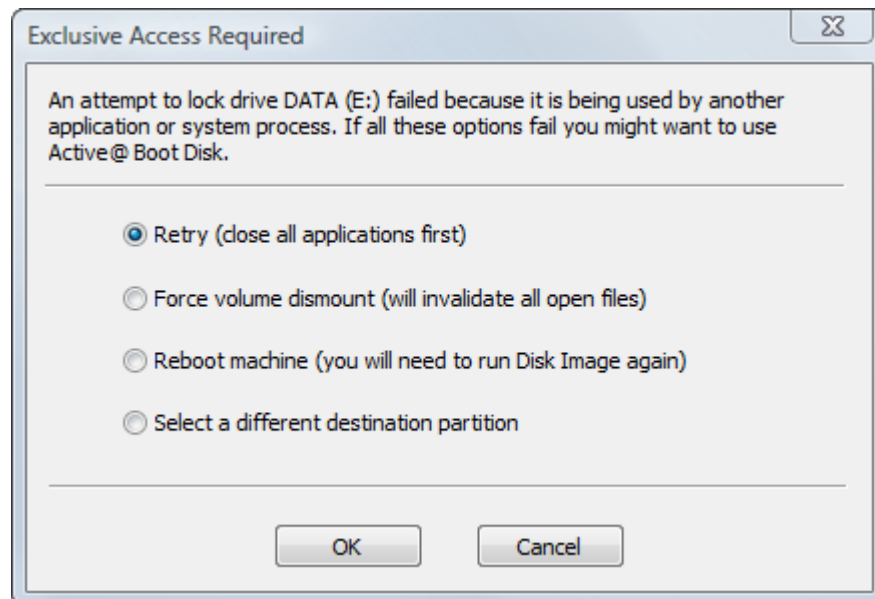 Exclusive Access Required
An attempt to lock drive DATA (E:) failed because it is being used by another
application or system process. If all these options fail you might want to use
Active@ Boot Disk.
Retry (close all applications first)
Force volume dismount (will invalidate all open files)
Reboot machine (you will need to run Disk Image again)
Select a different destination partition
OK Cancel